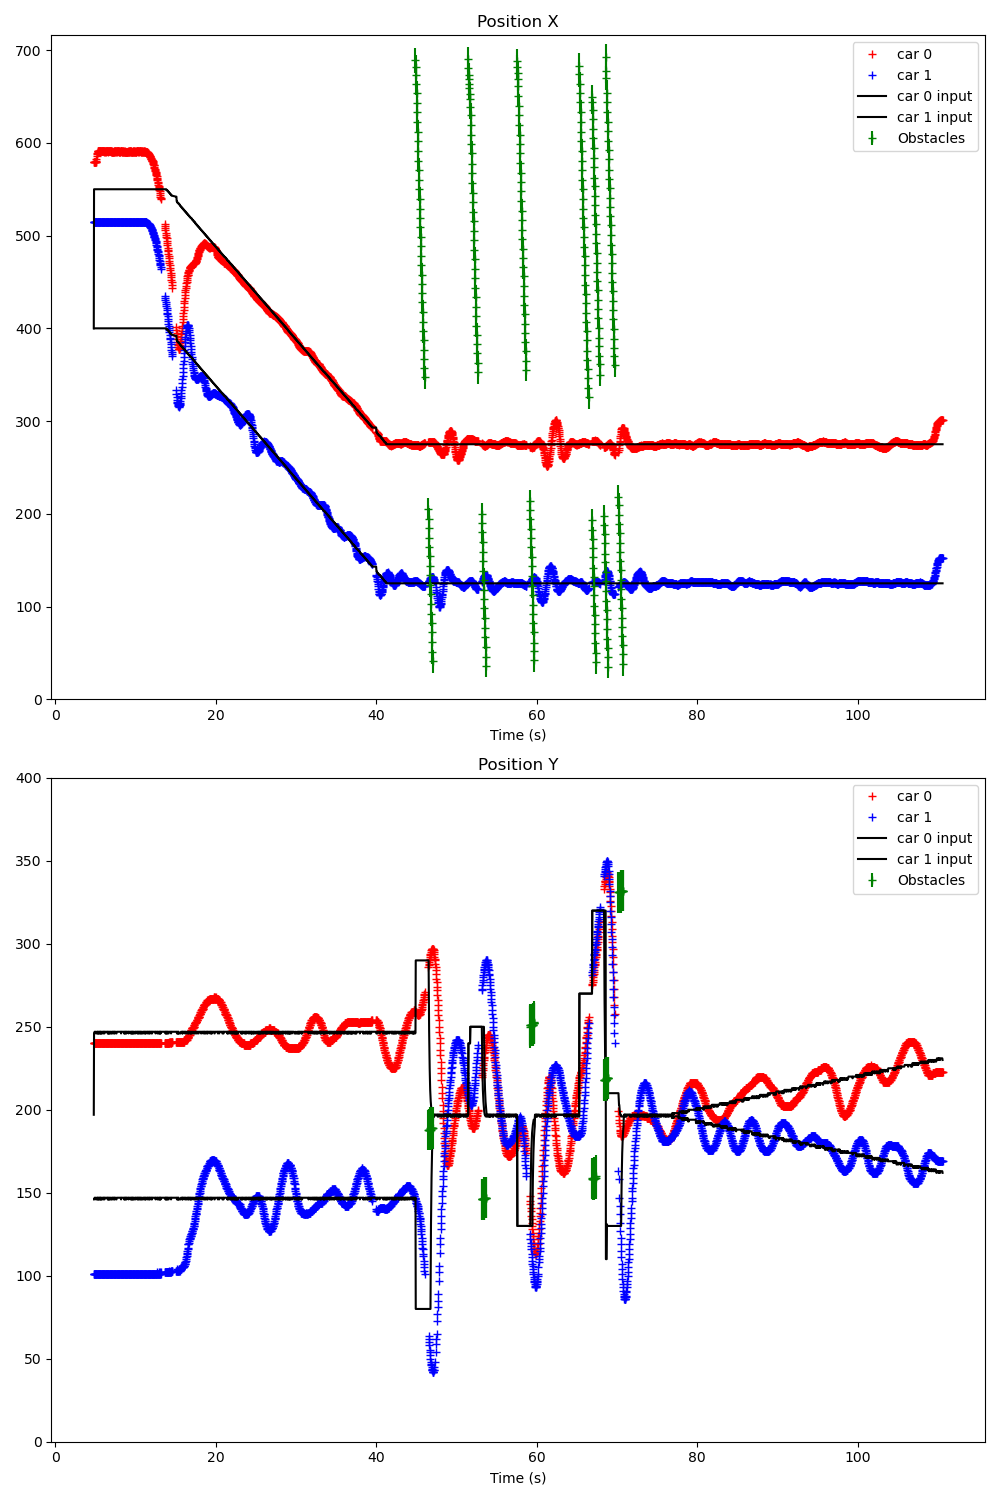 Position X
700
600
500
400
300
200
100
0
car 0
car 1
car 0 input
car 1 input
Obstacles
0 20 40 60 80 100
Time (s)
Position Y
400
350
300
250
200
150
100
50
0
car 0
car 1
car 0 input
car 1 input
Obstacles
0 20 40 60 80 100
Time (s)